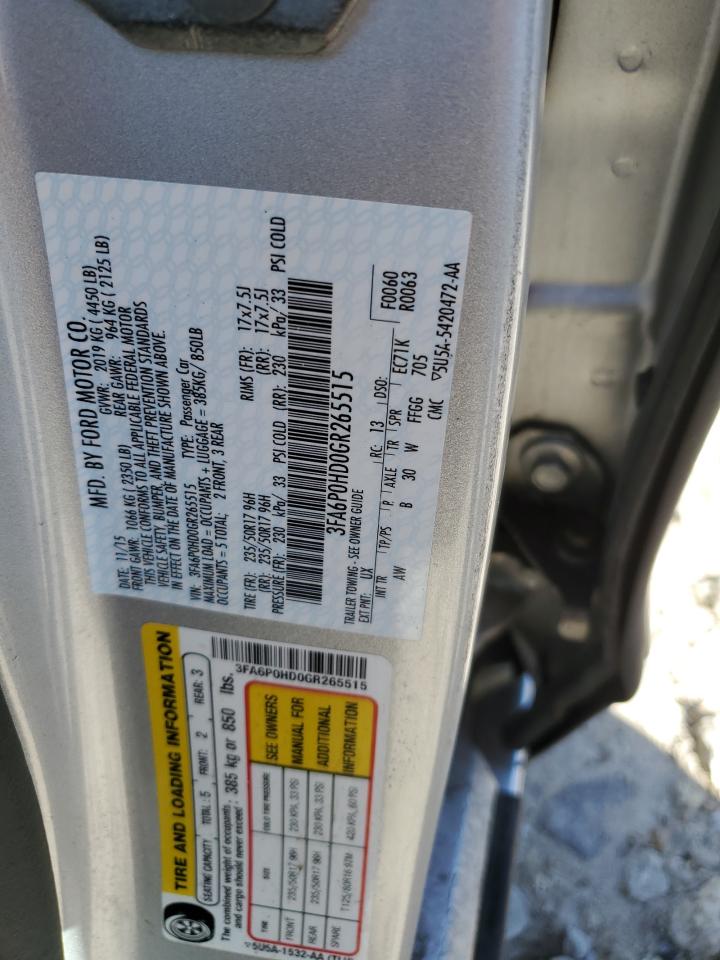 MFD. BY FORD MOTOR CO.
DATE: 11/15 GVWR: 2019 KG ( 4450 LB)
FRONT GAWR: 1066 KG ( 2350 LB) REAR GAWR: 964 KG ( 2125 LB)
THIS VEHICLE CONFORMS TO ALL APPLICABLE FEDERAL MOTOR
VEHICLE SAFETY, BUMPER, AND THEFT PREVENTION STANDARDS
IN EFFECT ON THE DATE OF MANUFACTURE SHOWN ABOVE.
VIN: 3FA6P0HD0GR265515 TYPE: Passenger Car
MAXIMUM LOAD = OCCUPANTS + LUGGAGE = 385KG/ 850LB
OCCUPANTS = 5 TOTAL: 2 FRONT, 3 REAR
TIRE (FR): 235/50R17 96H RIMS (FR): 17x7.5J
(RR): 235/50R17 96H (RR): 17x7.5J
PRESSURE (FR): 230 kPa/ 33 PSI COLD (RR): 230 kPa/ 33 PSI COLD
3FA6P0HD0GR265515
TRAILER TOWING - SEE OWNER GUIDE F0060
EXT PNT: UX RC: 13 DSO: R0063
INT TR TP/PS R AXLE TR SPR EC71K
AW B 30 W FFGG 705
CMC ▽5U5A-5420472-AA
TIRE AND LOADING INFORMATION
SEATING CAPACITY TOTAL: 5 FRONT: 2 REAR: 3
The combined weight of occupants and cargo should never exceed : 385 kg or 850 lbs.
3FA6P0HD0GR265515
TIRE SIZE COLD TIRE PRESSURE SEE OWNERS
FRONT 235/50R17 96H 230 KPA, 33 PSI MANUAL FOR
REAR 235/50R17 96H 230 KPA, 33 PSI ADDITIONAL
SPARE T125/80R16 97M 420 KPA, 60 PSI INFORMATION
▽5U5A-1532-AA